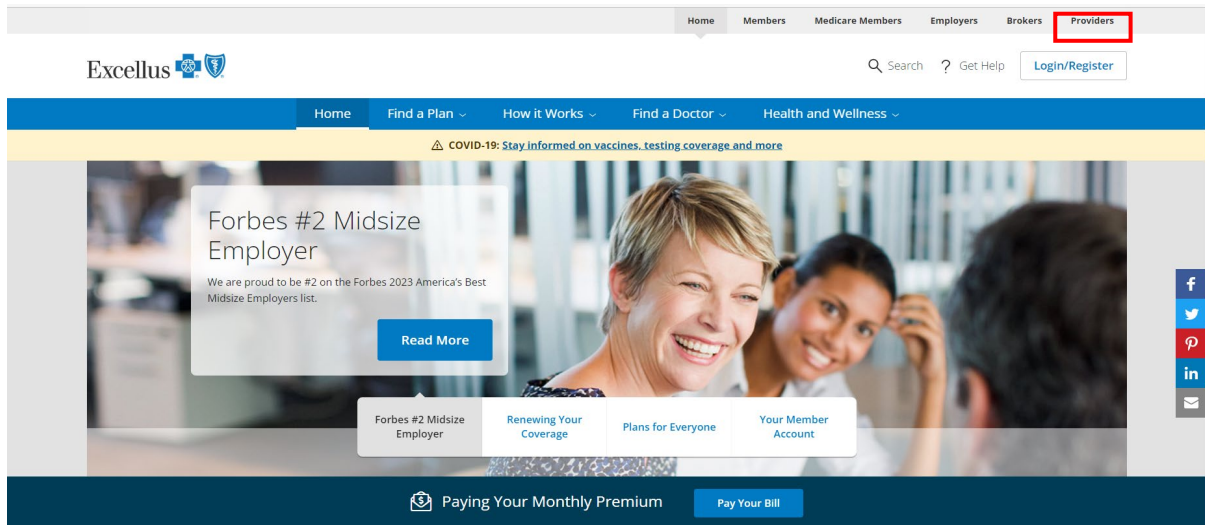 Home Members Medicare Members Employers Brokers Providers
Excellus
Search ? Get Help Login/Register
Home Find a Plan How it Works Find a Doctor Health and Wellness
COVID-19: Stay informed on vaccines, testing coverage and more
Forbes #2 Midsize
Employer
We are proud to be #2 on the Forbes 2023 America's Best
Midsize Employers list.
Read More
Forbes #2 Midsize
Employer
Renewing Your
Coverage
Plans for Everyone
Your Member
Account
Paying Your Monthly Premium Pay Your Bill